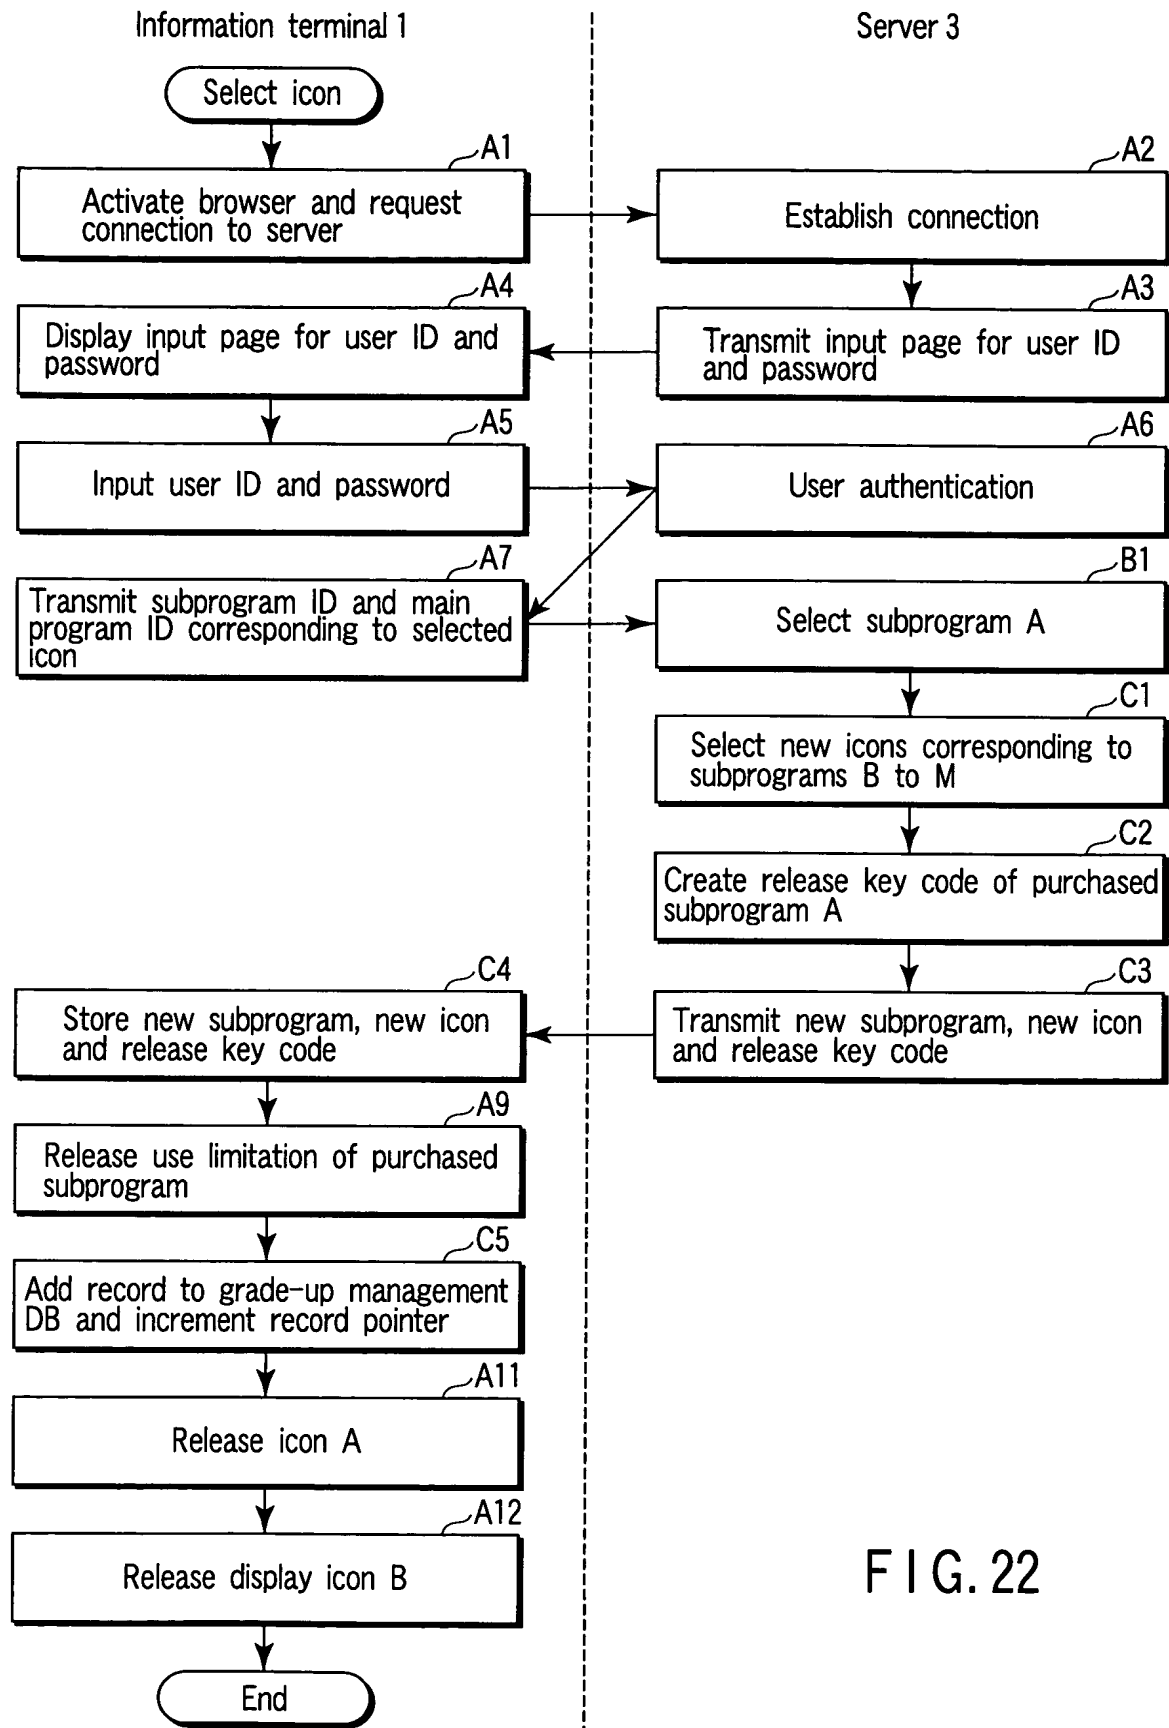 Information terminal 1
Server 3
Select icon
A1
Activate browser and request
connection to server
A2
Establish connection
A4
Display input page for user ID and
password
A3
Transmit input page for user ID
and password
A5
Input user ID and password
A6
User authentication
A7
Transmit subprogram ID and main
program ID corresponding to selected
icon
B1
Select subprogram A
C1
Select new icons corresponding to
subprograms B to M
C2
Create release key code of purchased
subprogram A
C4
Store new subprogram, new icon
and release key code
C3
Transmit new subprogram, new icon
and release key code
A9
Release use limitation of purchased
subprogram
C5
Add record to grade-up management
DB and increment record pointer
A11
Release icon A
A12
Release display icon B
End
FIG. 22